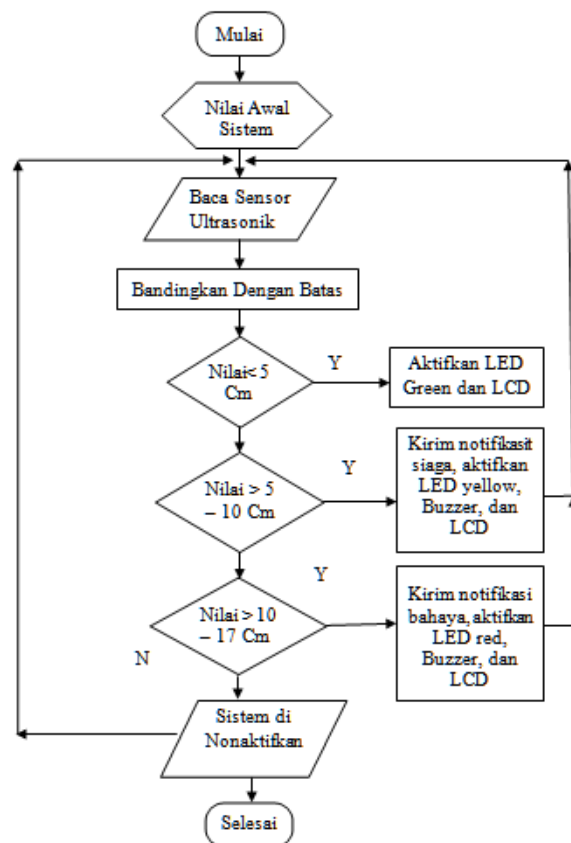 Mulai
Nilai Awal
Sistem
Baca Sensor
Ultrasonik
Bandingkan Dengan Batas
Nilai< 5
Cm
Y
Aktifkan LED
Green dan LCD
Nilai > 5
– 10 Cm
Y
Kirim notifikasit
siaga, aktifkan
LED yellow,
Buzzer, dan
LCD
Nilai > 10
– 17 Cm
Y
Kirim notifikasi
bahaya, aktifkan
LED red,
Buzzer, dan
LCD
N
Sistem di
Nonaktifkan
Selesai